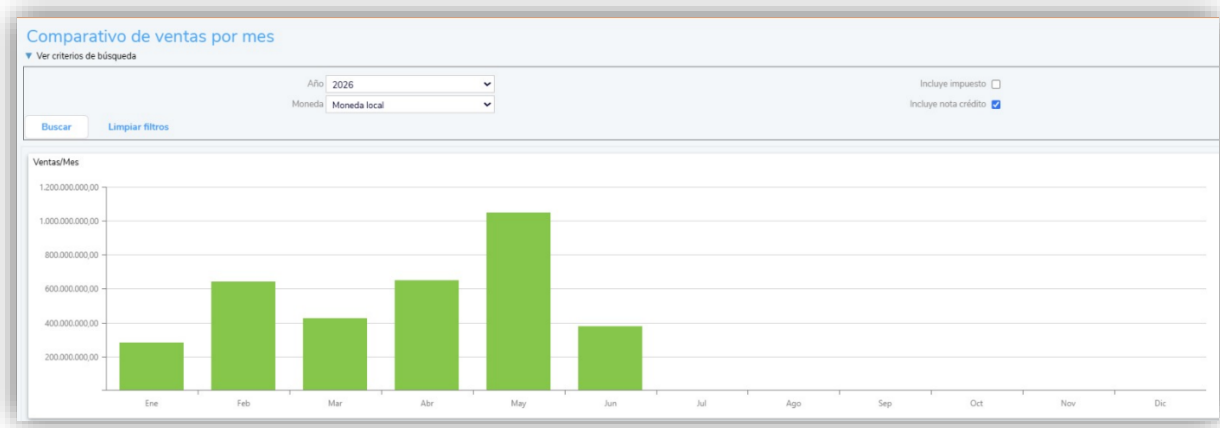 Comparativo de ventas por mes
▼ Ver criterios de búsqueda
Año 2026 Incluye impuesto
Moneda Moneda local Incluye nota crédito
Buscar Limpiar filtros
Ventas/Mes
1.200.000.000,00
1.000.000.000,00
800.000.000,00
600.000.000,00
400.000.000,00
200.000.000,00
Ene Feb Mar Abr May Jun Jul Ago Sep Oct Nov Dic